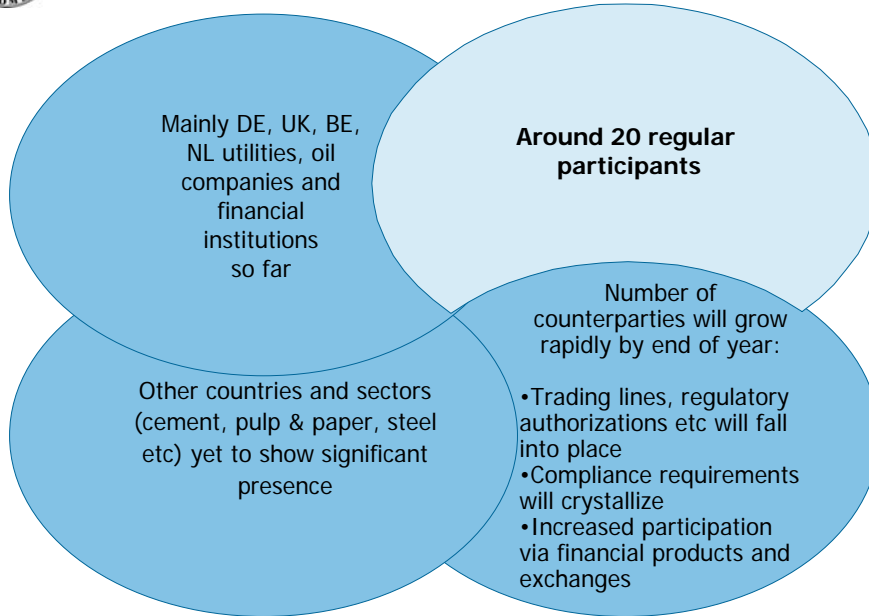 Mainly DE, UK, BE,
NL utilities, oil
companies and
financial
institutions
so far
Around 20 regular
participants
Other countries and sectors
(cement, pulp & paper, steel
etc) yet to show significant
presence
Number of
counterparties will grow
rapidly by end of year:
•Trading lines, regulatory
authorizations etc will fall
into place
•Compliance requirements
will crystallize
•Increased participation
via financial products and
exchanges